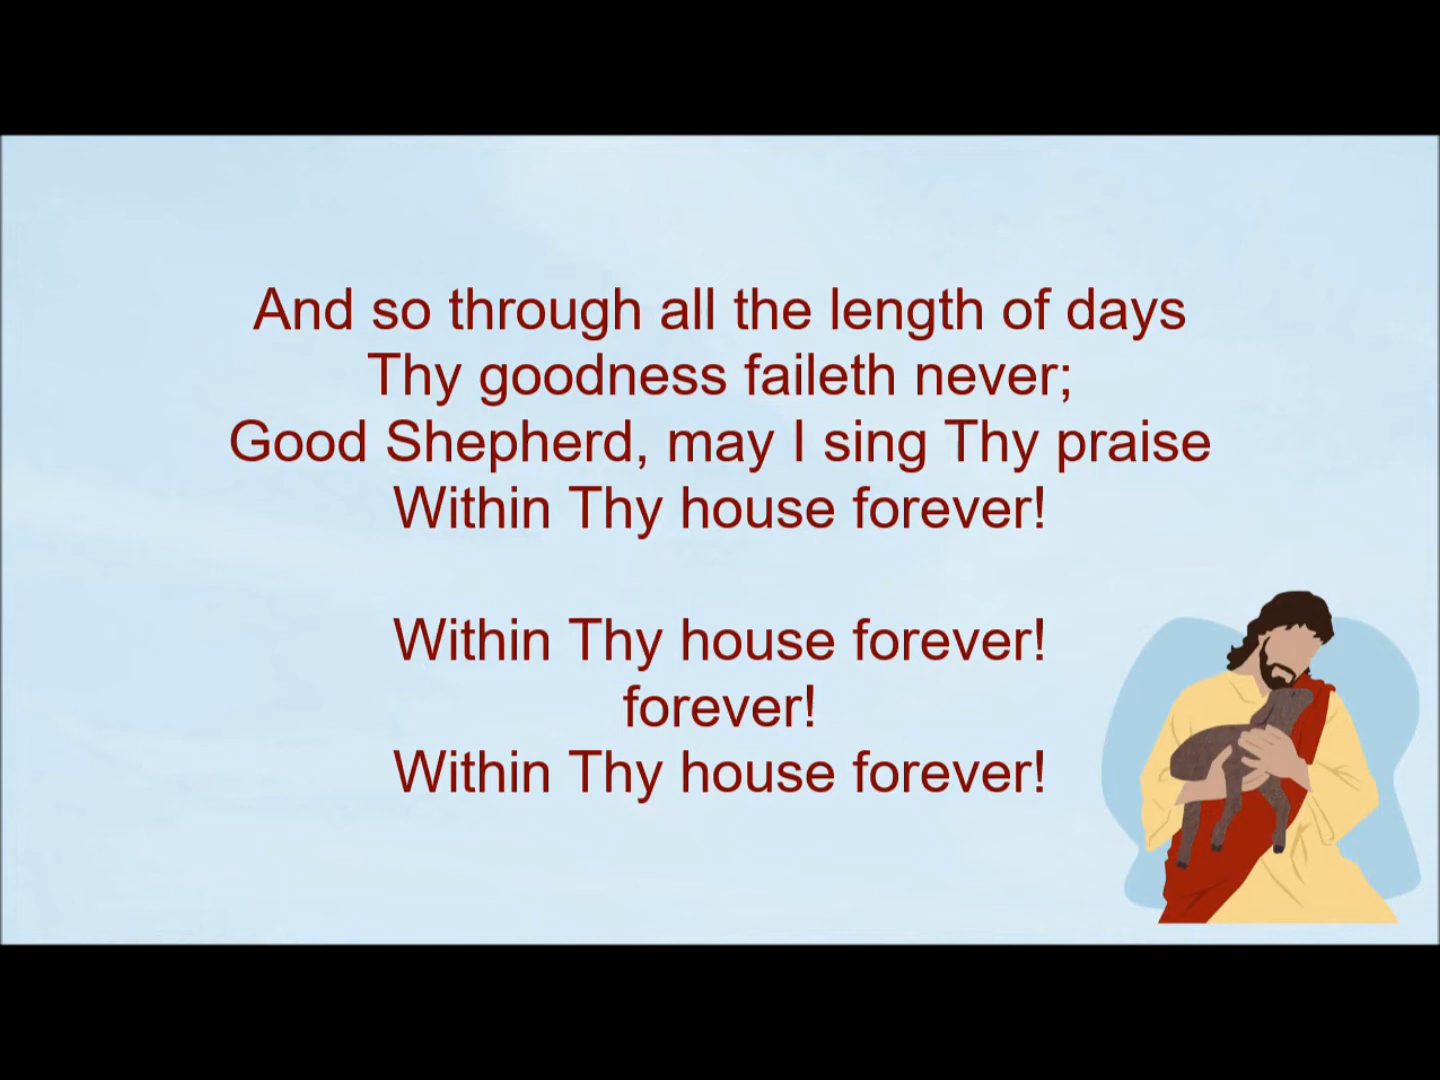 And so through all the length of days
Thy goodness faileth never;
Good Shepherd, may I sing Thy praise
Within Thy house forever!
Within Thy house forever!
forever!
Within Thy house forever!